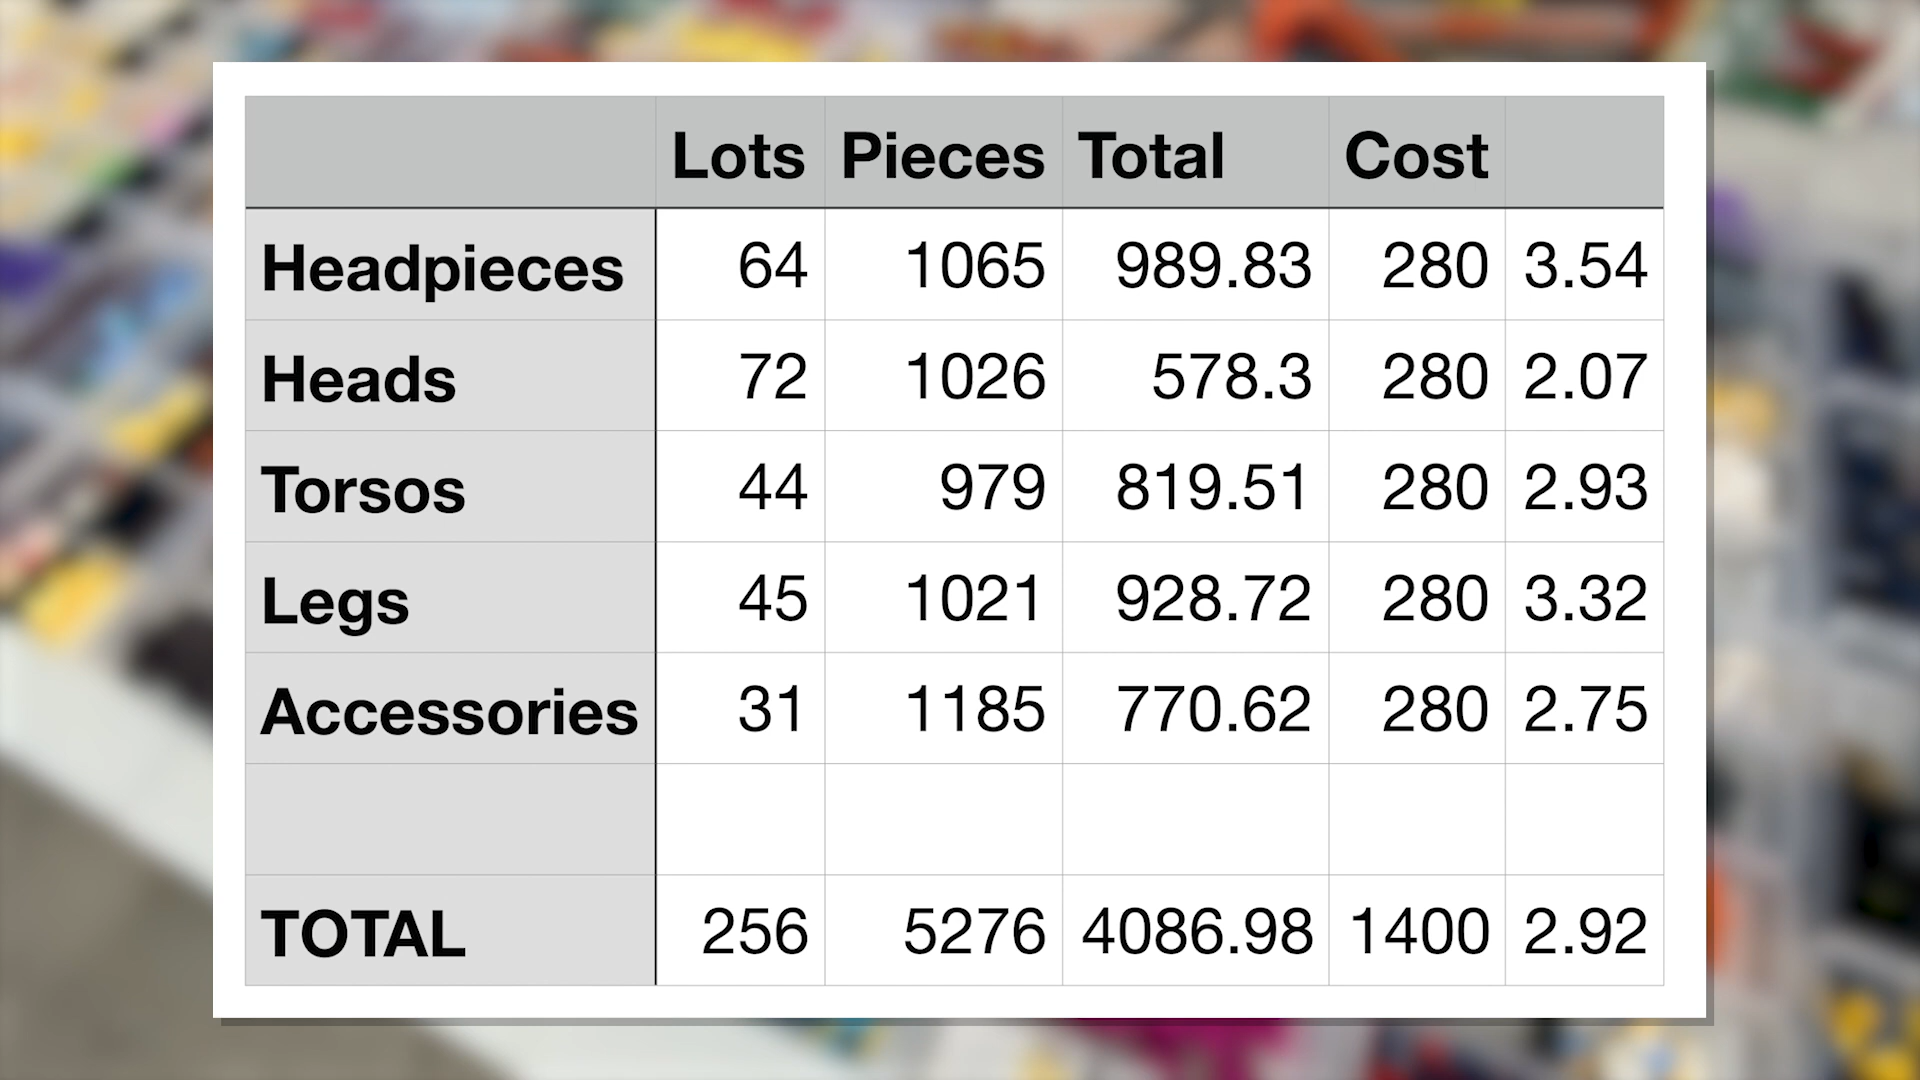 Lots Pieces Total Cost
Headpieces 64 1065 989.83 280 3.54
Heads 72 1026 578.3 280 2.07
Torsos 44 979 819.51 280 2.93
Legs 45 1021 928.72 280 3.32
Accessories 31 1185 770.62 280 2.75
TOTAL 256 5276 4086.98 1400 2.92